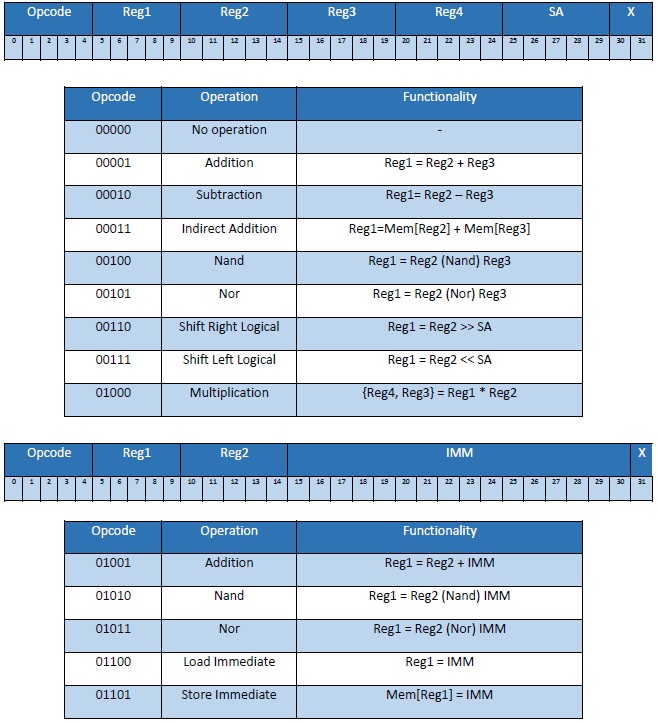 Opcode Reg1 Reg2 Reg3 Reg4 SA X
0 1 2 3 4 5 6 7 8 9 10 11 12 13 14 15 16 17 18 19 20 21 22 23 24 25 26 27 28 29 30 31
Opcode Operation Functionality
00000 No operation -
00001 Addition Reg1 = Reg2 + Reg3
00010 Subtraction Reg1= Reg2 – Reg3
00011 Indirect Addition Reg1=Mem[Reg2] + Mem[Reg3]
00100 Nand Reg1 = Reg2 (Nand) Reg3
00101 Nor Reg1 = Reg2 (Nor) Reg3
00110 Shift Right Logical Reg1 = Reg2 >> SA
00111 Shift Left Logical Reg1 = Reg2 << SA
01000 Multiplication {Reg4, Reg3} = Reg1 * Reg2
Opcode Reg1 Reg2 IMM X
0 1 2 3 4 5 6 7 8 9 10 11 12 13 14 15 16 17 18 19 20 21 22 23 24 25 26 27 28 29 30 31
Opcode Operation Functionality
01001 Addition Reg1 = Reg2 + IMM
01010 Nand Reg1 = Reg2 (Nand) IMM
01011 Nor Reg1 = Reg2 (Nor) IMM
01100 Load Immediate Reg1 = IMM
01101 Store Immediate Mem[Reg1] = IMM